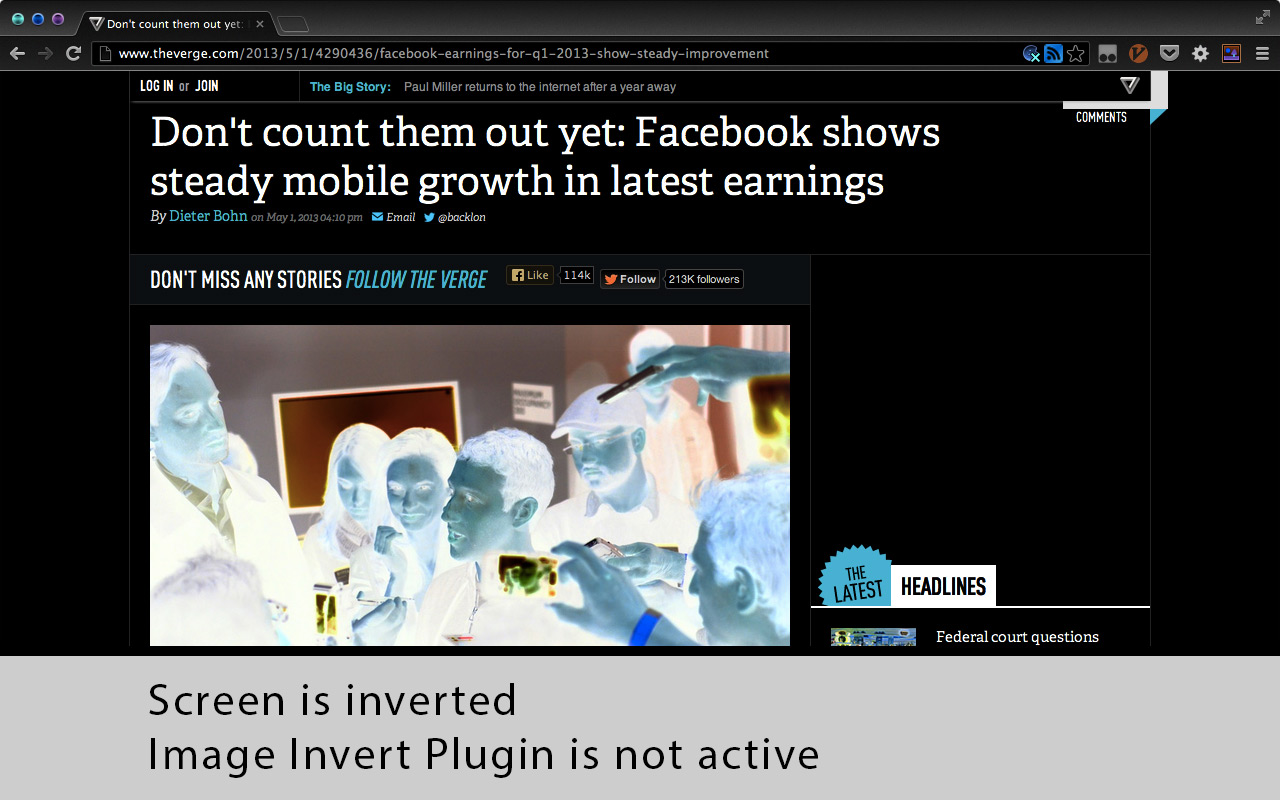 Don't count them out yet:
www.theverge.com/2013/5/1/4290436/facebook-earnings-for-q1-2013-show-steady-improvement
LOG IN or JOIN
The Big Story: Paul Miller returns to the internet after a year away
COMMENTS
Don't count them out yet: Facebook shows
steady mobile growth in latest earnings
By Dieter Bohn on May 1, 2013 04:10 pm Email @backlon
DON'T MISS ANY STORIES FOLLOW THE VERGE
Like 114k Follow 213K followers
MAXIMUM
OCCUPANCY
THE
LATEST
HEADLINES
Federal court questions
Screen is inverted
Image Invert Plugin is not active